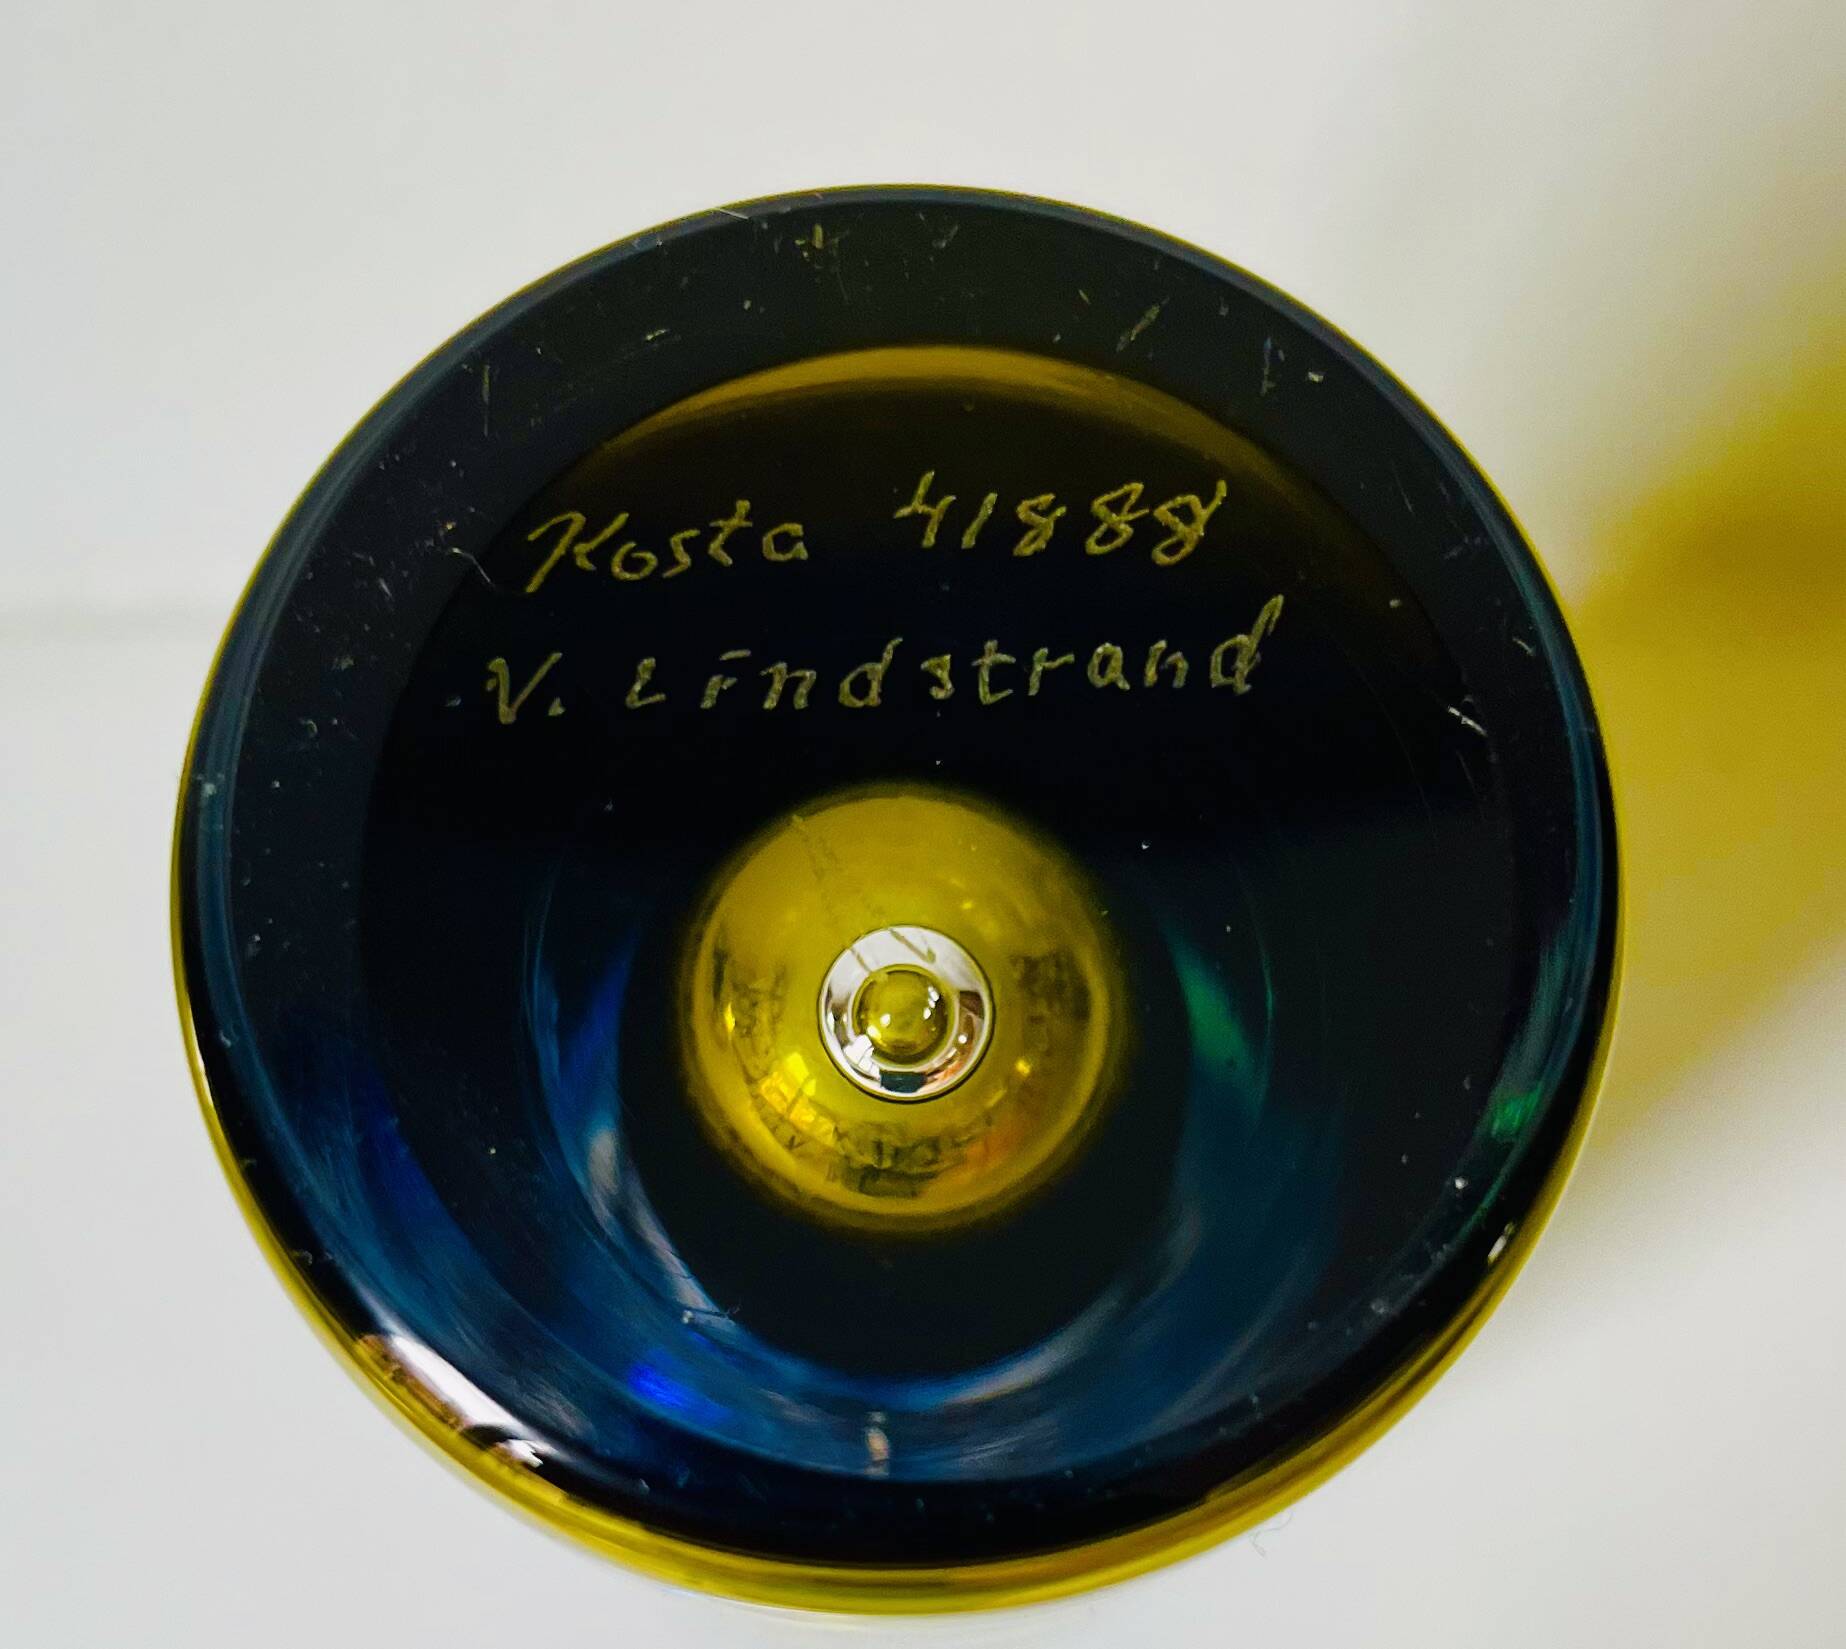 Kosta 41888
V. Lindstrand